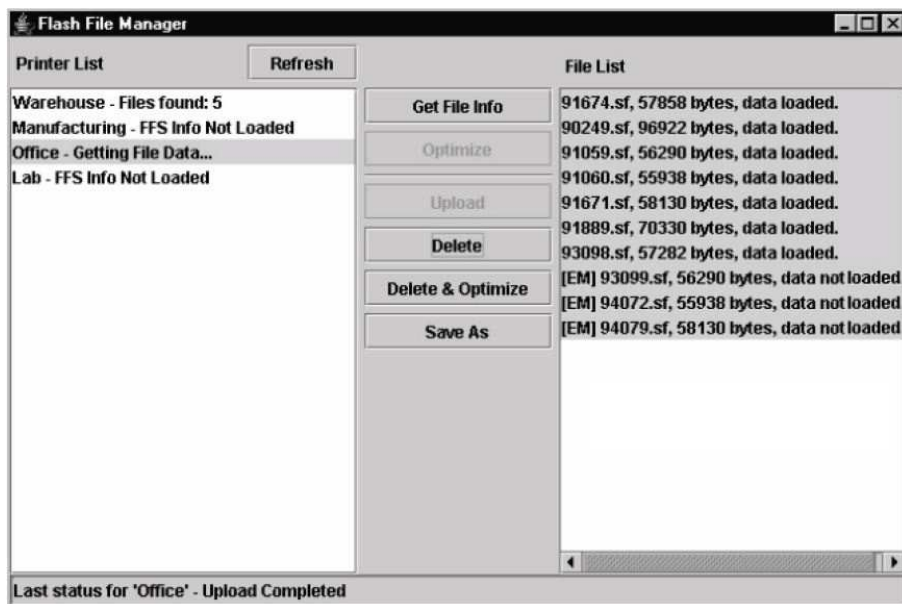 Flash File Manager
Printer List
Refresh
File List
Warehouse - Files found: 5
Manufacturing - FFS Info Not Loaded
Office - Getting File Data...
Lab - FFS Info Not Loaded
Get File Info
Optimize
Upload
Delete
Delete & Optimize
Save As
91674.sf, 57858 bytes, data loaded.
90249.sf, 96922 bytes, data loaded.
91059.sf, 56290 bytes, data loaded.
91060.sf, 55938 bytes, data loaded.
91671.sf, 58130 bytes, data loaded.
91889.sf, 70330 bytes, data loaded.
93098.sf, 57282 bytes, data loaded.
[EM] 93099.sf, 56290 bytes, data not loaded
[EM] 94072.sf, 55938 bytes, data not loaded
[EM] 94079.sf, 58130 bytes, data not loaded
Last status for 'Office' - Upload Completed